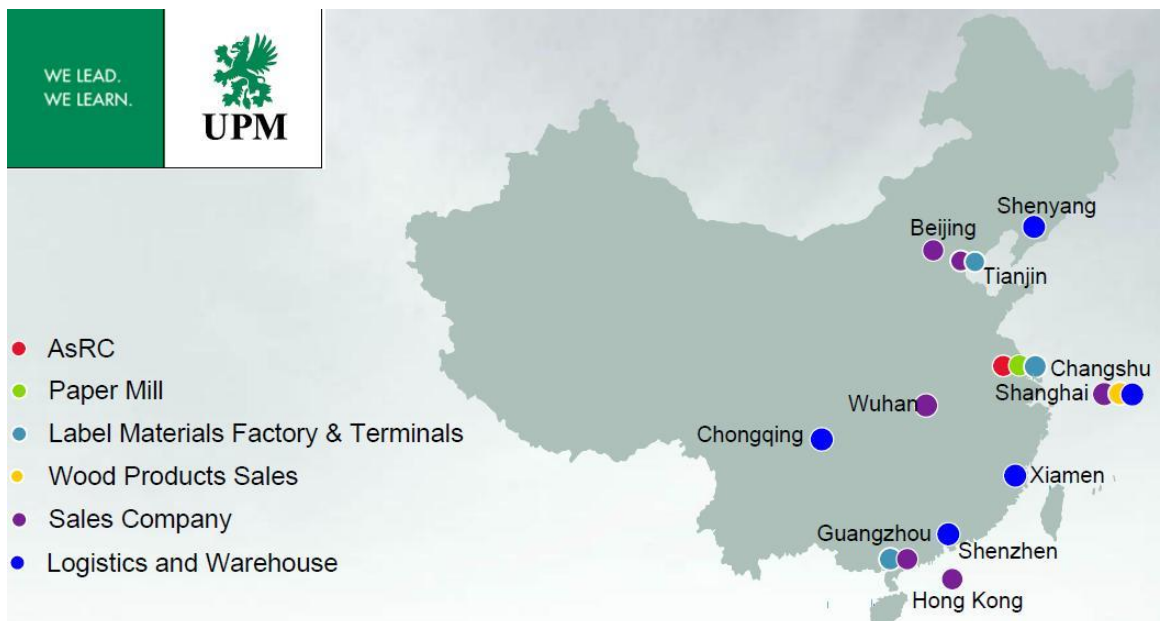 WE LEAD.
WE LEARN.
UPM
Shenyang
Beijing
Tianjin
AsRC
Changshu
Paper Mill
Shanghai
Wuhan
Label Materials Factory & Terminals
Chongqing
Wood Products Sales
Xiamen
Sales Company
Guangzhou
Shenzhen
Logistics and Warehouse
Hong Kong